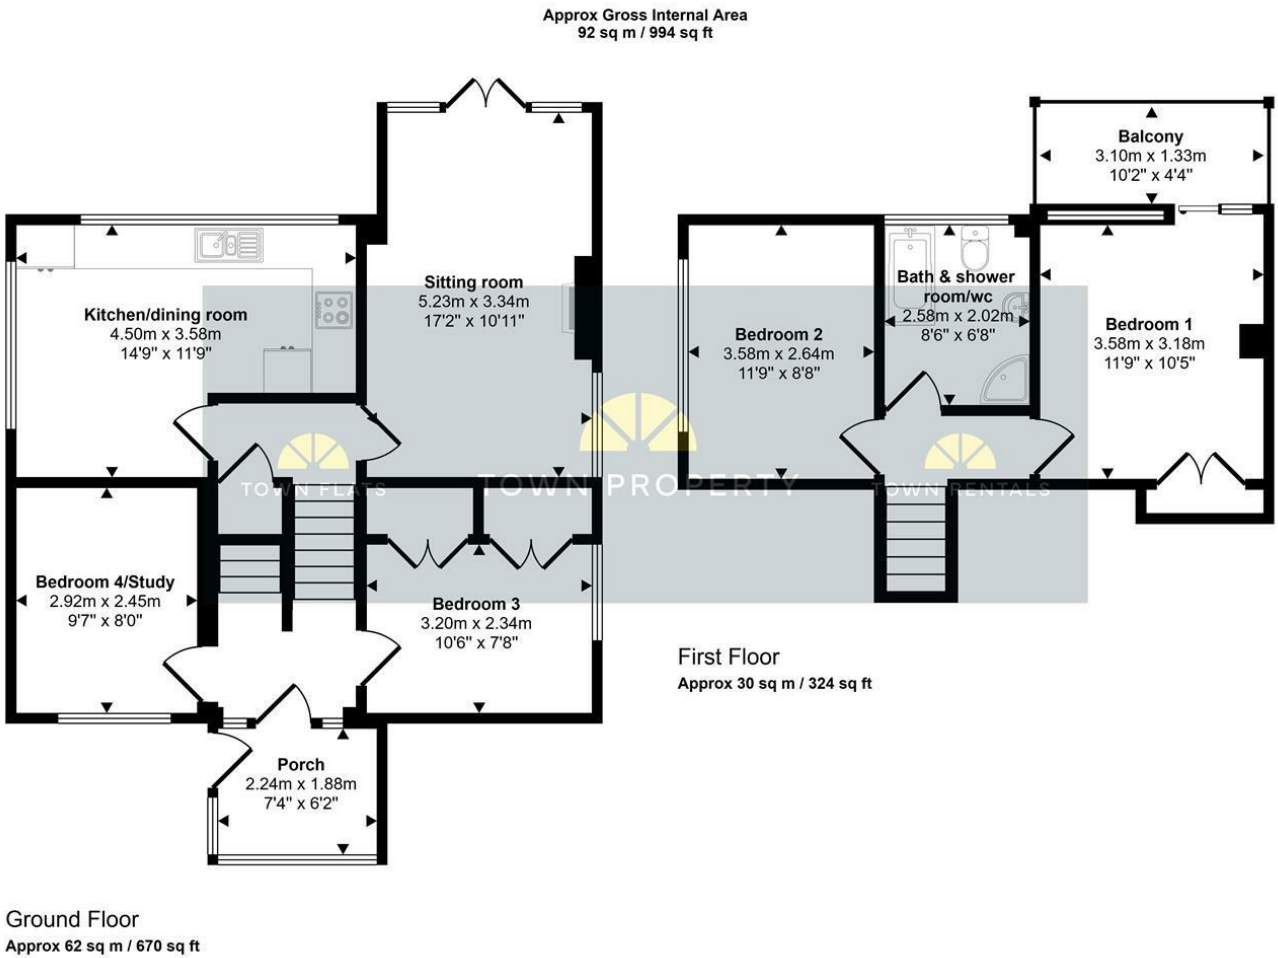 Approx Gross Internal Area
92 sq m / 994 sq ft
Balcony
3.10m x 1.33m
10'2" x 4'4"
Sitting room
5.23m x 3.34m
17'2" x 10'11"
Kitchen/dining room
4.50m x 3.58m
14'9" x 11'9"
Bath & shower
room/wc
2.58m x 2.02m
8'6" x 6'8"
Bedroom 2
3.58m x 2.64m
11'9" x 8'8"
Bedroom 1
3.58m x 3.18m
11'9" x 10'5"
TOWN FLATS
TOWN PROPERTY
TOWN RENTALS
Bedroom 4/Study
2.92m x 2.45m
9'7" x 8'0"
Bedroom 3
3.20m x 2.34m
10'6" x 7'8"
First Floor
Approx 30 sq m / 324 sq ft
Porch
2.24m x 1.88m
7'4" x 6'2"
Ground Floor
Approx 62 sq m / 670 sq ft